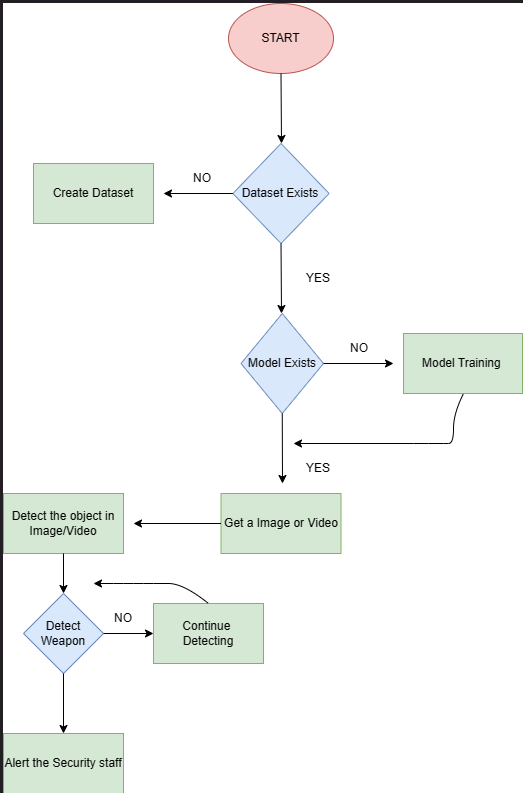 START
NO
Create Dataset
Dataset Exists
YES
NO
Model Exists
Model Training
YES
Detect the object in
Image/Video
Get a Image or Video
Detect
Weapon
NO
Continue
Detecting
Alert the Security staff